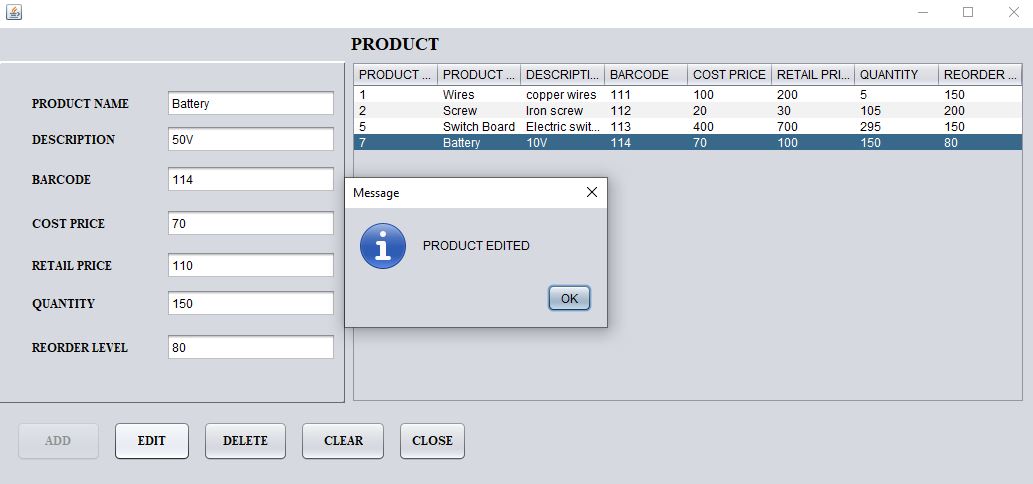 PRODUCT
PRODUCT NAME Battery
DESCRIPTION 50V
BARCODE 114
COST PRICE 70
RETAIL PRICE 110
QUANTITY 150
REORDER LEVEL 80
PRODUCT ... PRODUCT ... DESCRIPTI... BARCODE COST PRICE RETAIL PRI... QUANTITY REORDER ...
1 Wires copper wires 111 100 200 5 150
2 Screw Iron screw 112 20 30 105 200
5 Switch Board Electric swit... 113 400 700 295 150
7 Battery 10V 114 70 100 150 80
Message
PRODUCT EDITED
OK
ADD EDIT DELETE CLEAR CLOSE